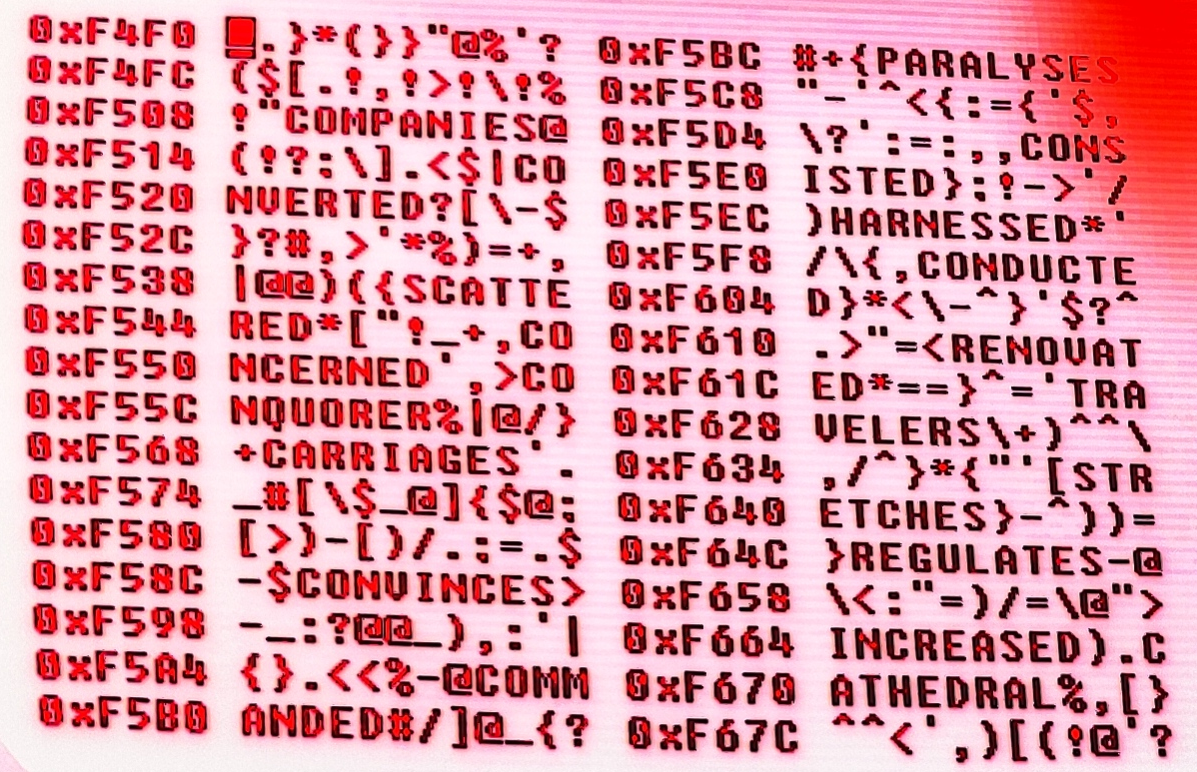 0xF4F0 █.}*(}}"@%'?
0xF4FC ($[.!,!>!\!%
0xF508 !"COMPANIES@
0xF514 (!?:\].<$|CO
0xF520 NVERTED?[\-$
0xF52C }?#,>'*%)=+,
0xF538 |@@)({SCATTE
0xF544 RED*["!_+,CO
0xF550 NCERNED',>CO
0xF55C NQUORER%|@/}
0xF568 +CARRIAGES'.
0xF574 _#[\$_@]{$@;
0xF580 [>)-[)/.:=.$
0xF58C -$CONVINCES>
0xF598 -_:?@@_),:'|
0xF5A4 {}.<<%-@COMM
0xF5B0 ANDED#/]@_{?
0xF5BC #+{PARALYSES
0xF5C8 "-'^<{:={'$,
0xF5D4 \?':=:,,CONS
0xF5E0 ISTED};!->'/
0xF5EC )HARNESSED*'
0xF5F8 /\{,CONDUCTE
0xF604 D}*<\-^}'$?^
0xF610 .>"=<RENOVAT
0xF61C ED*==}^='TRA
0xF628 VELERS\+)^^\
0xF634 ,/^}*{"'[STR
0xF640 ETCHES}-^))=
0xF64C }REGULATES-@
0xF658 \<:"=)/=\@">
0xF664 INCREASED).C
0xF670 ATHEDRAL%,[}
0xF67C ^^<',)[(!@'?